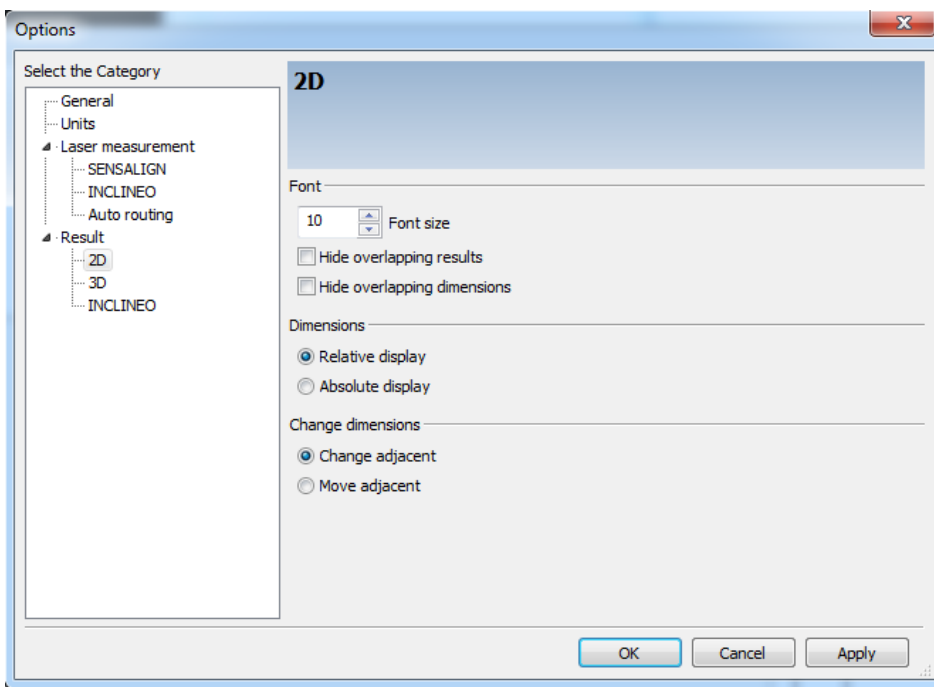 Options
Select the Category
General
Units
Laser measurement
SENSALIGN
INCLINEO
Auto routing
Result
2D
3D
INCLINEO
2D
Font
10 Font size
Hide overlapping results
Hide overlapping dimensions
Dimensions
Relative display
Absolute display
Change dimensions
Change adjacent
Move adjacent
OK Cancel Apply